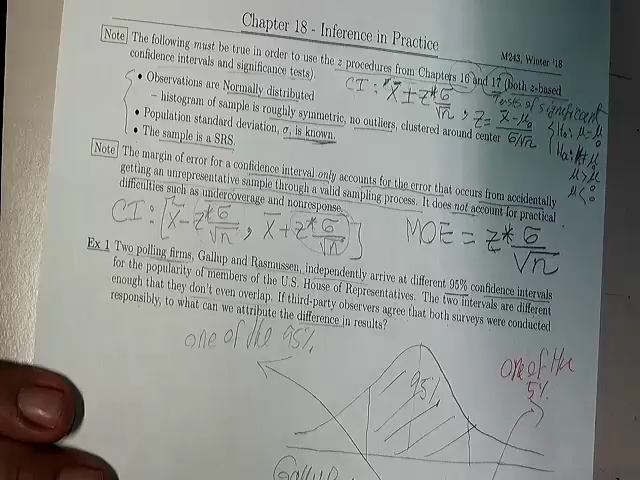 Chapter 18 - Inference in Practice
M243, Winter '18
Note The following must be true in order to use the z procedures from Chapters 16 and 17 (both z-based
confidence intervals and significance tests).
CI: x̄ ± z* σ/√n , z = x̄ - μ₀ / σ/√n
Tests of significant
H₀: μ = μ₀
Hₐ: μ ≠ μ₀
μ > μ₀
μ < μ₀
• Observations are Normally distributed
– histogram of sample is roughly symmetric, no outliers, clustered around center
• Population standard deviation, σ, is known.
• The sample is a SRS.
Note The margin of error for a confidence interval only accounts for the error that occurs from accidentally
getting an unrepresentative sample through a valid sampling process. It does not account for practical
difficulties such as undercoverage and nonresponse.
CI: [x̄ - z* σ/√n , x̄ + z* σ/√n]
MOE = z* σ/√n
Ex 1 Two polling firms, Gallup and Rasmussen, independently arrive at different 95% confidence intervals
for the popularity of members of the U.S. House of Representatives. The two intervals are different
enough that they don't even overlap. If third-party observers agree that both surveys were conducted
responsibly, to what can we attribute the difference in results?
one of the 95%
95%
one of the
5%
Gallup